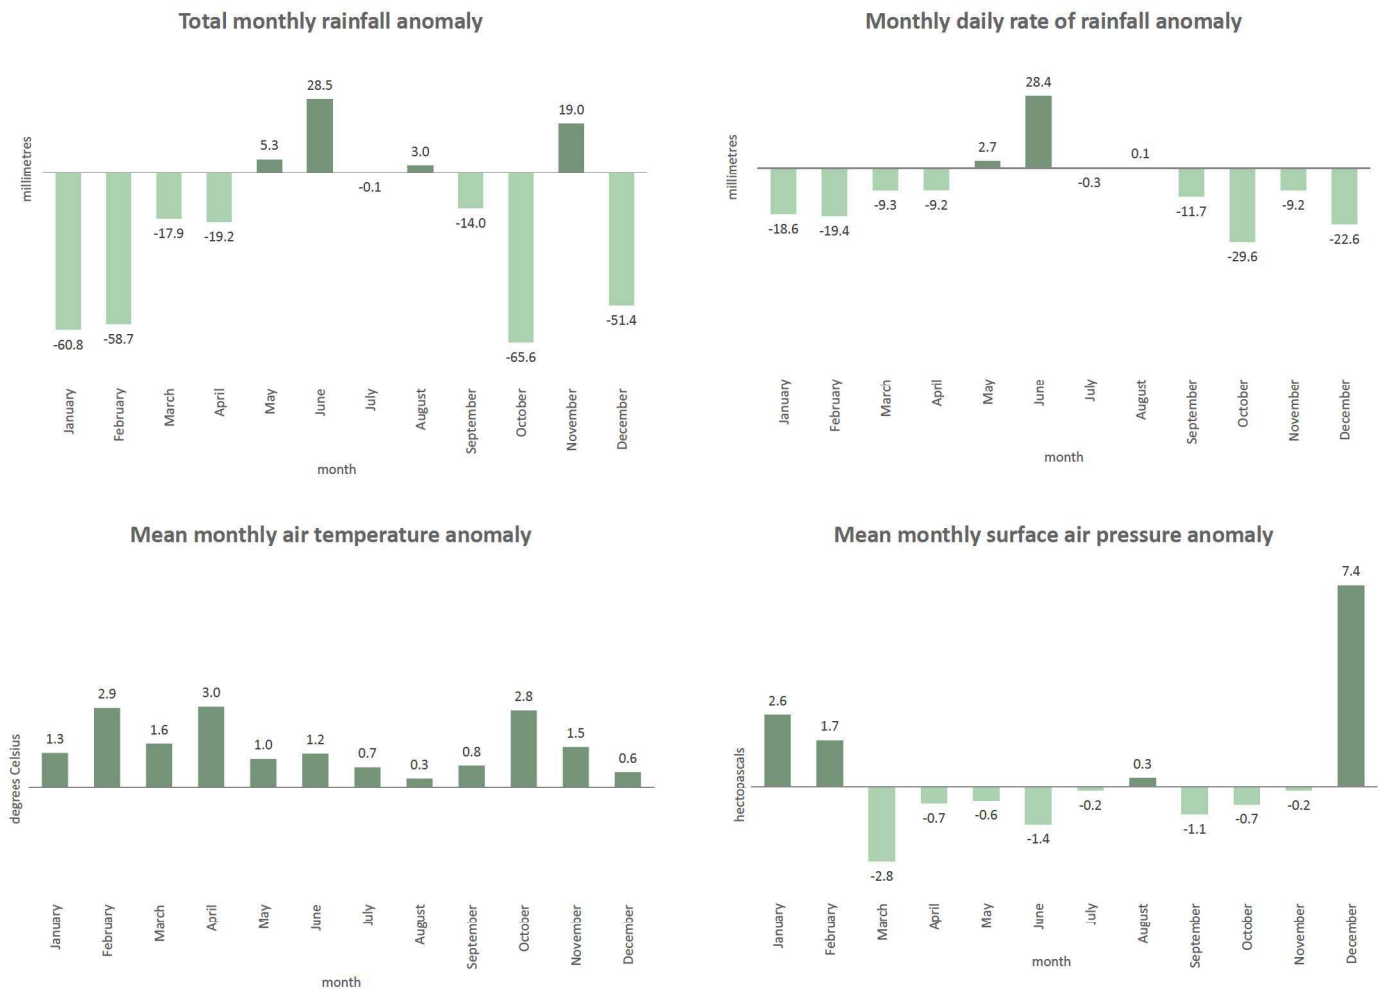 Total monthly rainfall anomaly
millimetres
-60.8
-58.7
-17.9
-19.2
5.3
28.5
-0.1
3.0
-14.0
-65.6
19.0
-51.4
January
February
March
April
May
June
July
August
September
October
November
December
month
Monthly daily rate of rainfall anomaly
millimetres
-18.6
-19.4
-9.3
-9.2
2.7
28.4
-0.3
0.1
-11.7
-29.6
-9.2
-22.6
January
February
March
April
May
June
July
August
September
October
November
December
month
Mean monthly air temperature anomaly
degrees Celsius
1.3
2.9
1.6
3.0
1.0
1.2
0.7
0.3
0.8
2.8
1.5
0.6
January
February
March
April
May
June
July
August
September
October
November
December
month
Mean monthly surface air pressure anomaly
hectopascals
2.6
1.7
-2.8
-0.7
-0.6
-1.4
-0.2
0.3
-1.1
-0.7
-0.2
7.4
January
February
March
April
May
June
July
August
September
October
November
December
month